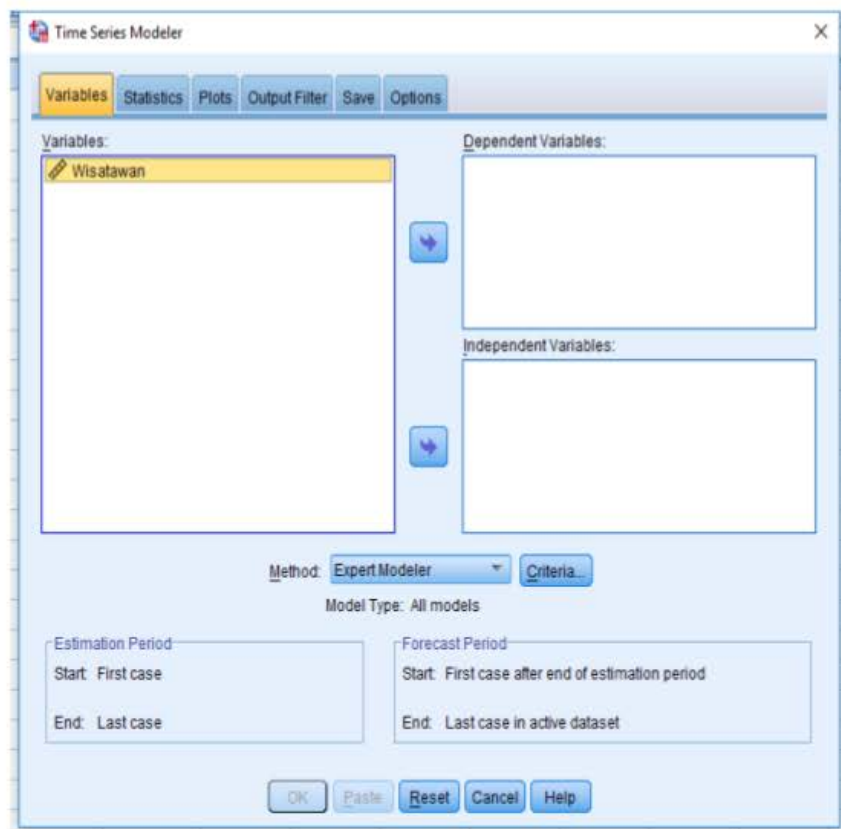 Time Series Modeler
Variables Statistics Plots Output Filter Save Options
Variables:
Wisatawan
Dependent Variables:
Independent Variables:
Method: Expert Modeler Criteria...
Model Type: All models
Estimation Period
Start: First case
End: Last case
Forecast Period
Start: First case after end of estimation period
End: Last case in active dataset
OK Paste Reset Cancel Help